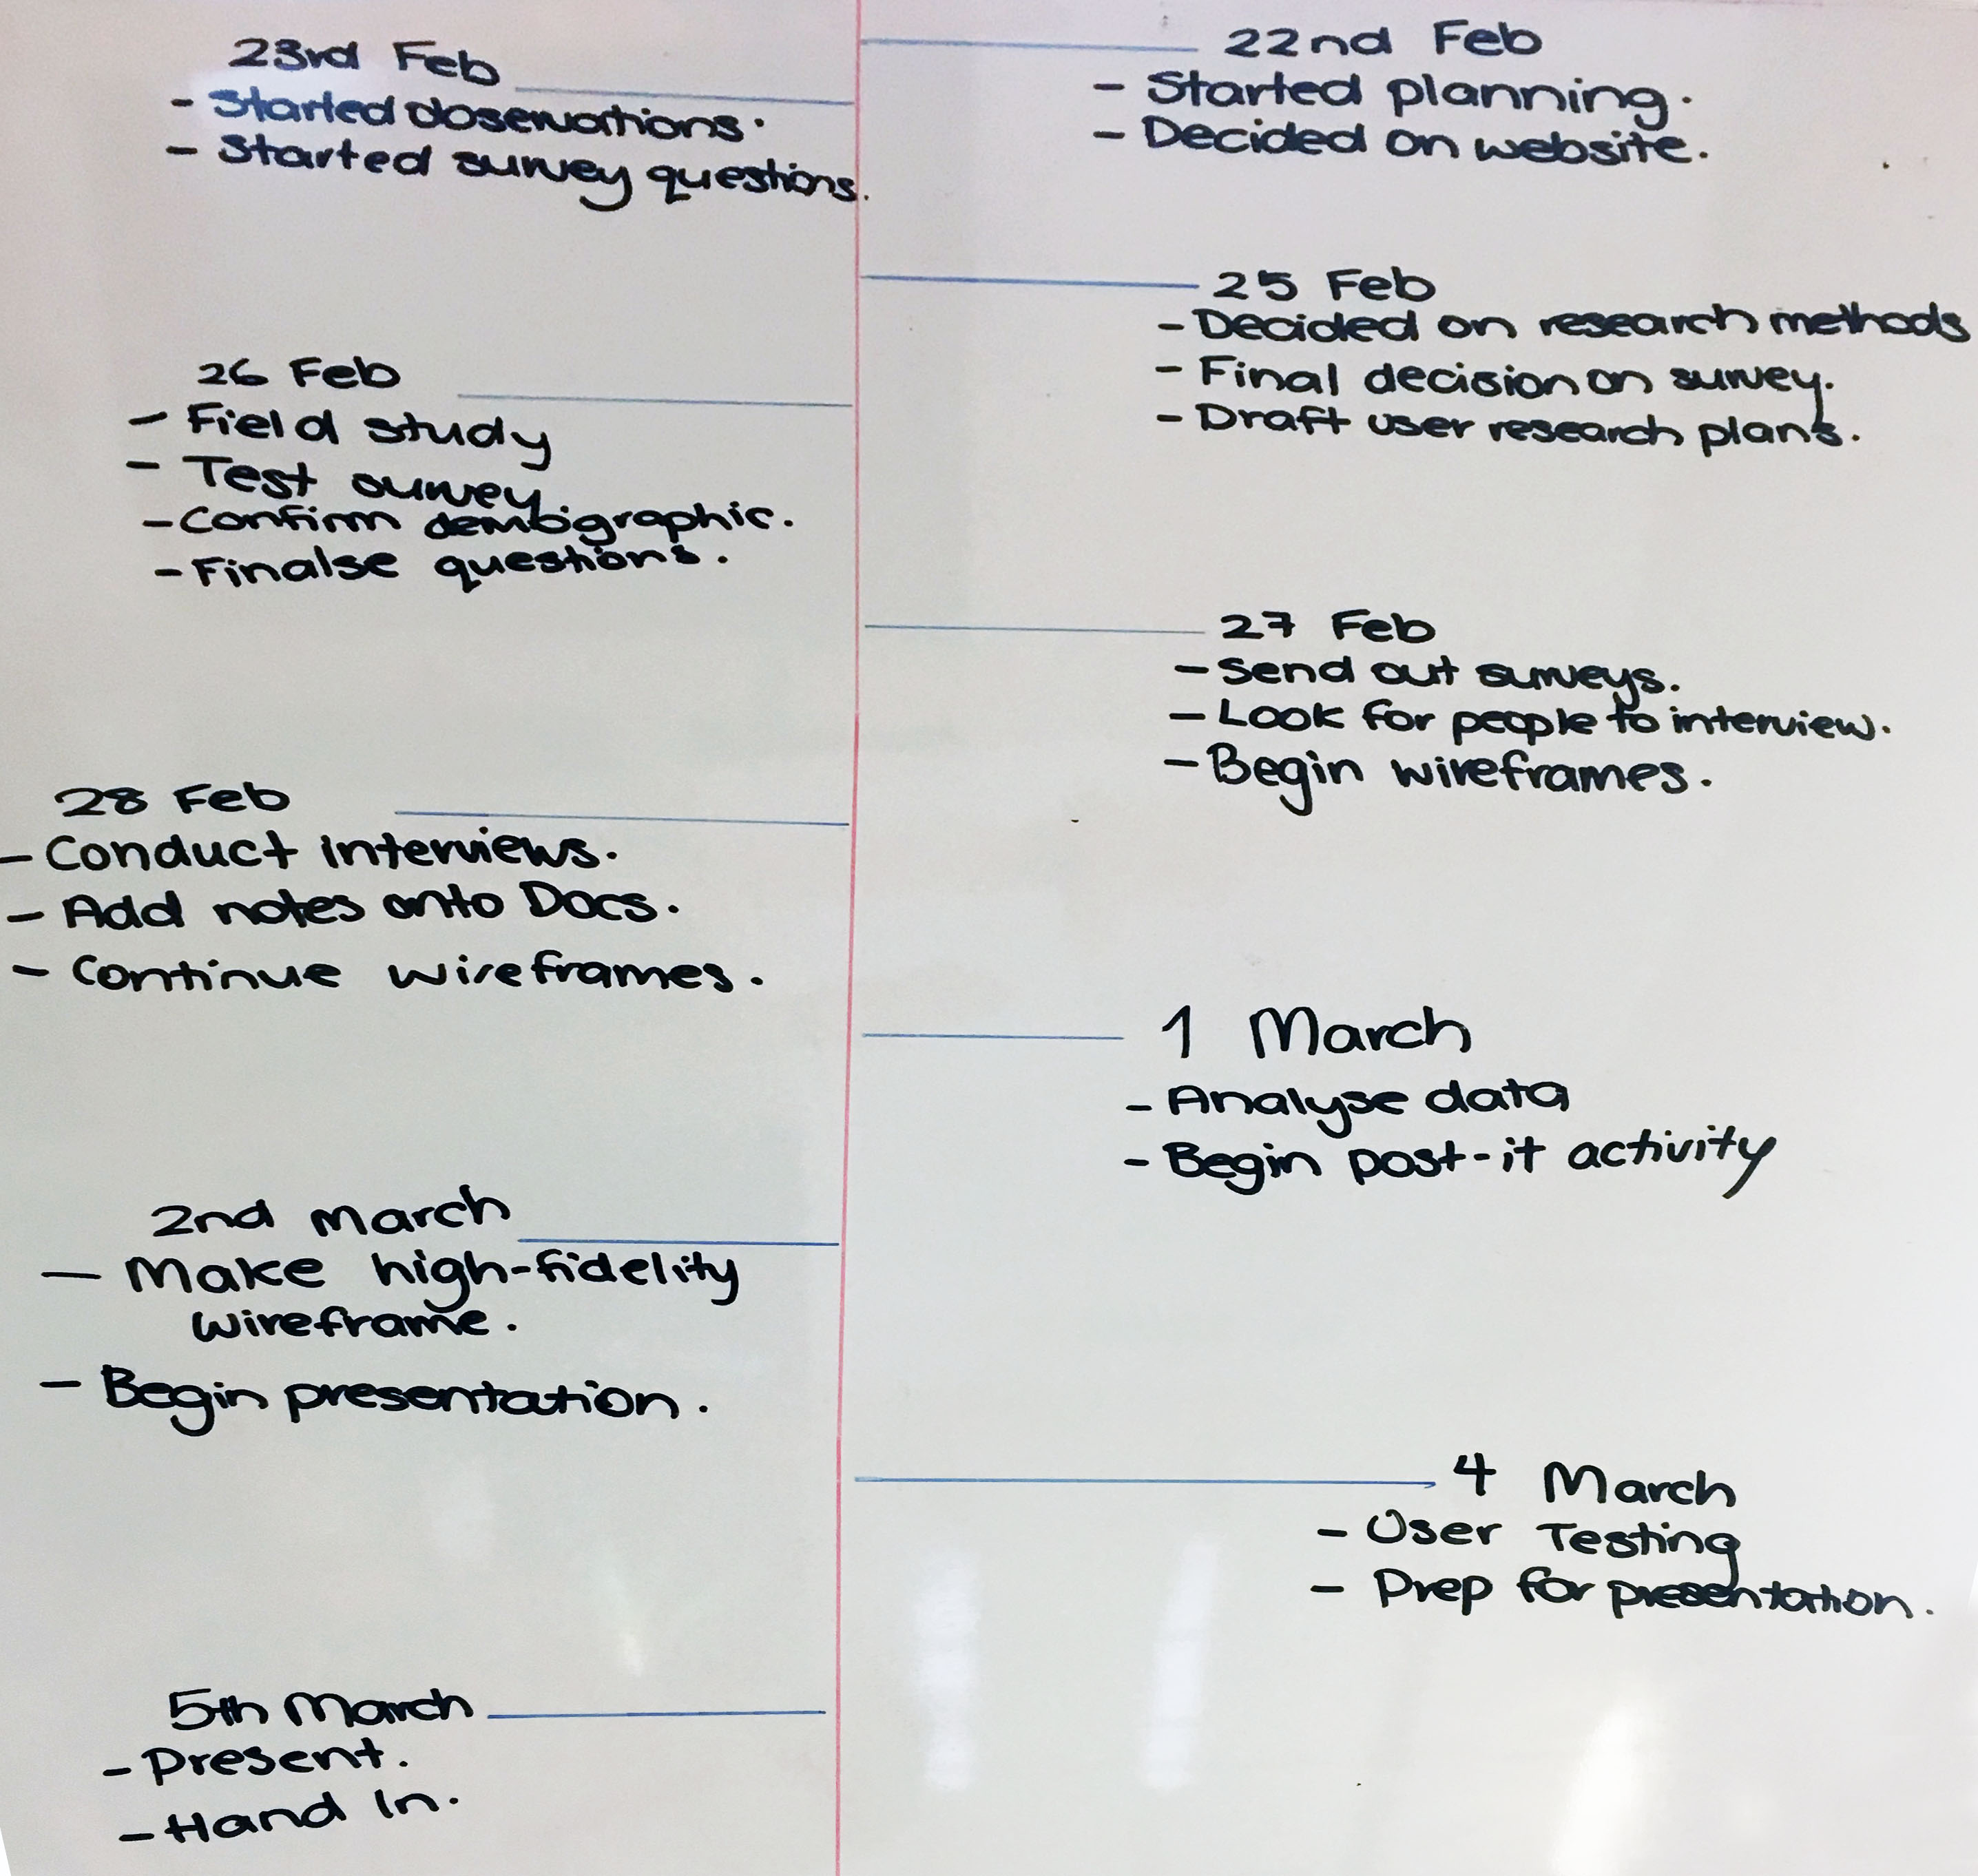 22nd Feb
- Started planning.
- Decided on website.
23rd Feb
- Started observations.
- Started survey questions.
25 Feb
- Decided on research methods
- Final decision on survey.
- Draft user research plans.
26 Feb
- Field study
- Test survey.
- Confirm demographic.
- Finalse questions.
27 Feb
- Send out surveys.
- Look for people to interview.
- Begin wireframes.
28 Feb
- Conduct interviews.
- Add notes onto Docs.
- Continue wireframes.
1 March
- Analyse data
- Begin post-it activity
2nd March
- Make high-fidelity
wireframe.
- Begin presentation.
4 March
- User Testing
- Prep for presentation.
5th March
- Present.
- Hand In.